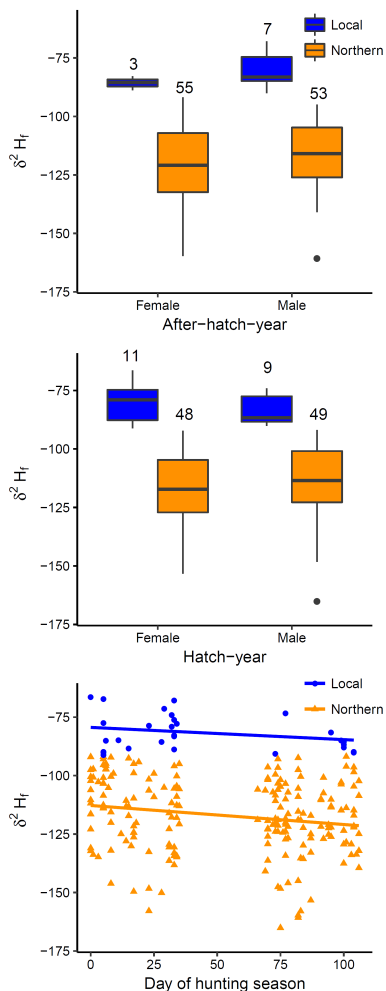 Local
Northern
3
7
55
53
−75
−100
−125
−150
−175
δ² Hf
Female
Male
After−hatch−year
11
9
48
49
−75
−100
−125
−150
−175
δ² Hf
Female
Male
Hatch−year
Local
Northern
−75
−100
−125
−150
−175
δ² Hf
0
25
50
75
100
Day of hunting season